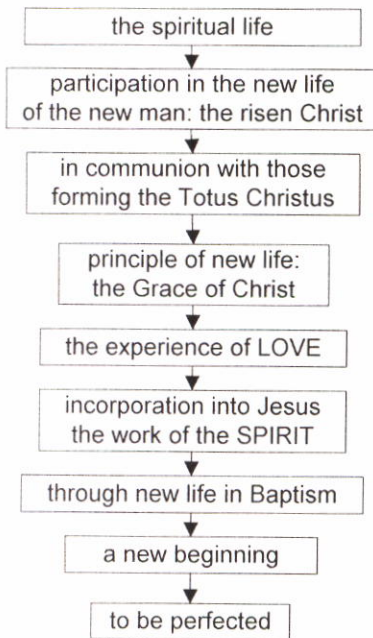 the spiritual life
participation in the new life
of the new man: the risen Christ
in communion with those
forming the Totus Christus
principle of new life:
the Grace of Christ
the experience of LOVE
incorporation into Jesus
the work of the SPIRIT
through new life in Baptism
a new beginning
to be perfected